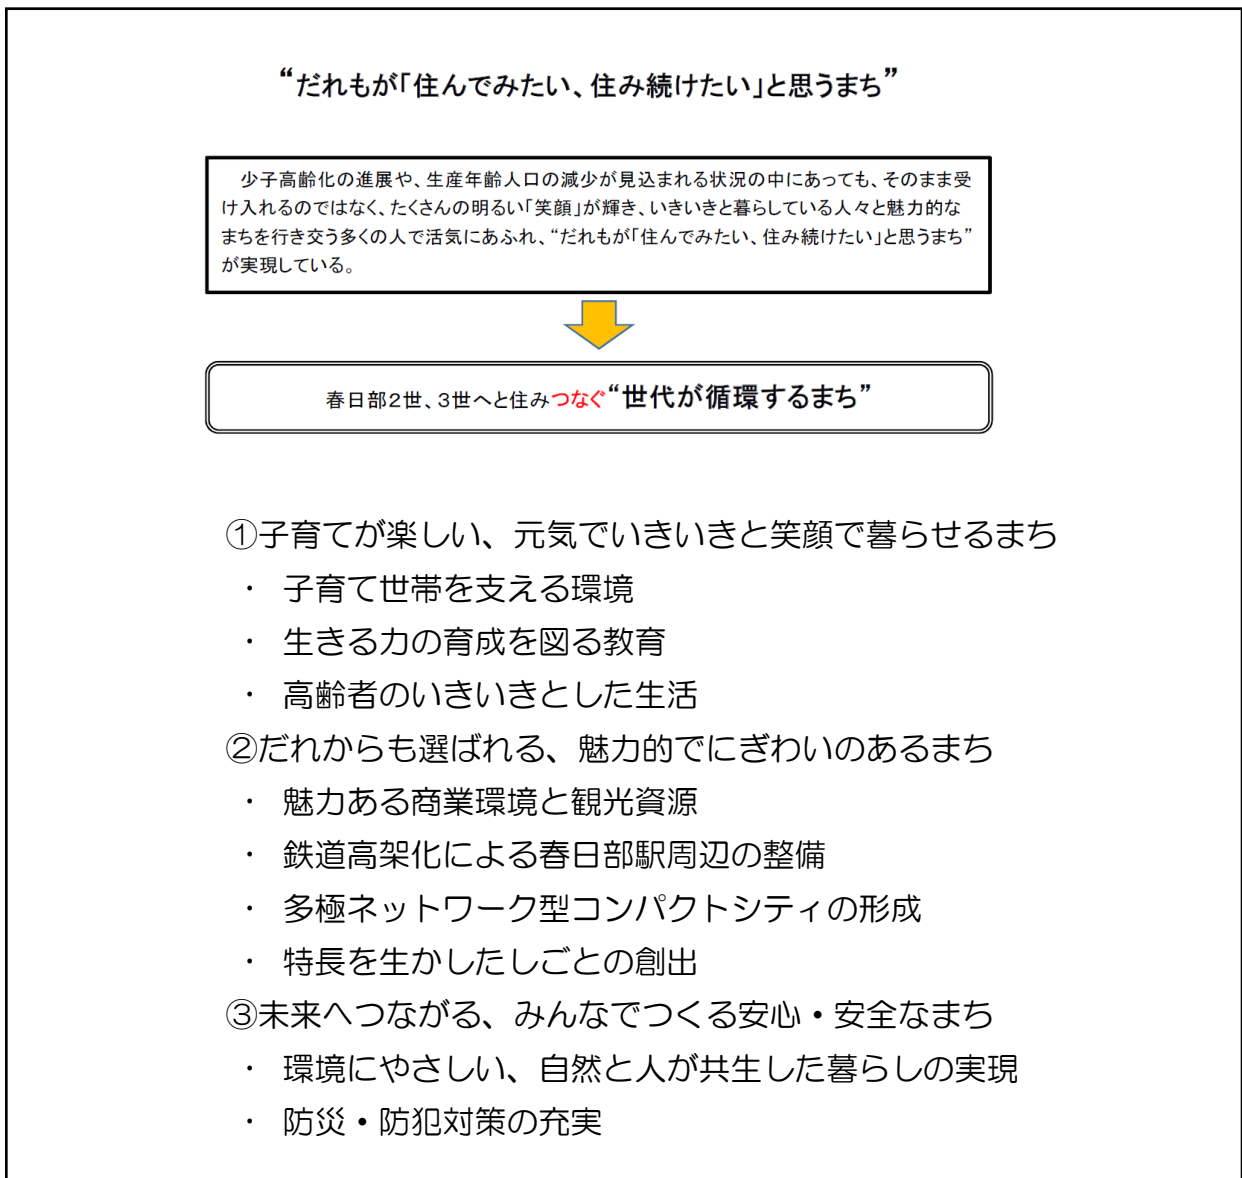 “だれもが「住んでみたい、住み続けたい」と思うまち”
少子高齢化の進展や、生産年齢人口の減少が見込まれる状況の中にあっても、そのまま受
け入れるのではなく、たくさんの明るい「笑顔」が輝き、いきいきと暮らしている人々と魅力的な
まちを行き交う多くの人で活気にあふれ、“だれもが「住んでみたい、住み続けたい」と思うまち”
が実現している。
春日部2世、3世へと住みつなぐ“世代が循環するまち”
①子育てが楽しい、元気でいきいきと笑顔で暮らせるまち
・ 子育て世帯を支える環境
・ 生きる力の育成を図る教育
・ 高齢者のいきいきとした生活
②だれからも選ばれる、魅力的でにぎわいのあるまち
・ 魅力ある商業環境と観光資源
・ 鉄道高架化による春日部駅周辺の整備
・ 多極ネットワーク型コンパクトシティの形成
・ 特長を生かしたしごとの創出
③未来へつながる、みんなでつくる安心・安全なまち
・ 環境にやさしい、自然と人が共生した暮らしの実現
・ 防災・防犯対策の充実